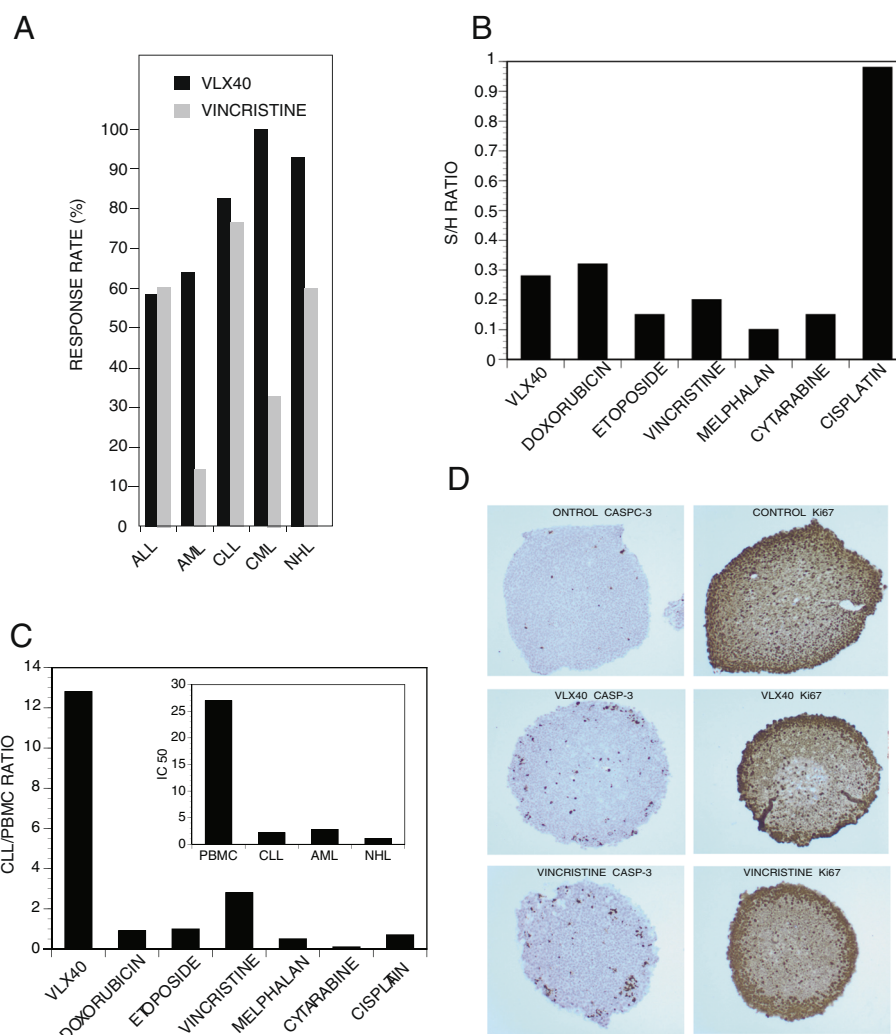 A
VLX40
VINCRISTINE
RESPONSE RATE (%)
100
90
80
70
60
50
40
30
20
10
0
ALL
AML
CLL
CML
NHL
B
S/H RATIO
1
0.9
0.8
0.7
0.6
0.5
0.4
0.3
0.2
0.1
0
VLX40
DOXORUBICIN
ETOPOSIDE
VINCRISTINE
MELPHALAN
CYTARABINE
CISPLATIN
C
CLL/PBMC RATIO
14
12
10
8
6
4
2
0
VLX40
DOXORUBICIN
ETOPOSIDE
VINCRISTINE
MELPHALAN
CYTARABINE
CISPLATIN
IC 50
30
25
20
15
10
5
0
PBMC
CLL
AML
NHL
D
ONTROL CASPC-3
CONTROL Ki67
VLX40 CASP-3
VLX40 Ki67
VINCRISTINE CASP-3
VINCRISTINE Ki67